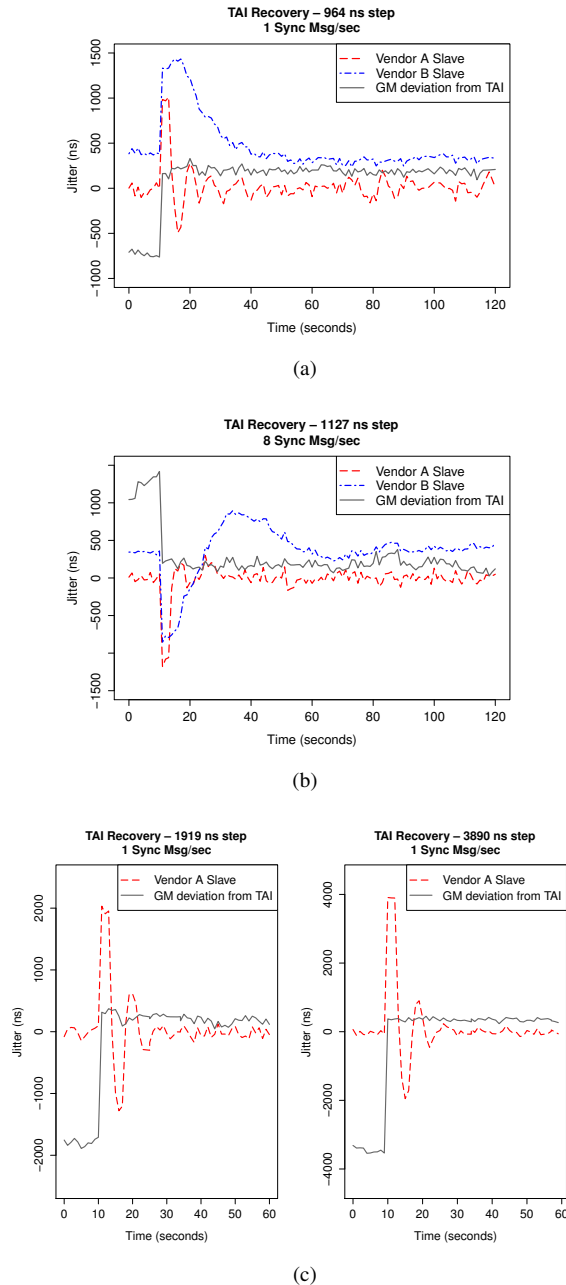 TAI Recovery – 964 ns step
1 Sync Msg/sec
Vendor A Slave
Vendor B Slave
GM deviation from TAI
Jitter (ns)
−1000
−500
0
500
1000
1500
0
20
40
60
80
100
120
Time (seconds)
(a)
TAI Recovery – 1127 ns step
8 Sync Msg/sec
Vendor A Slave
Vendor B Slave
GM deviation from TAI
Jitter (ns)
−1500
−500
0
500
1000
0
20
40
60
80
100
120
Time (seconds)
(b)
TAI Recovery – 1919 ns step
1 Sync Msg/sec
Vendor A Slave
GM deviation from TAI
Jitter (ns)
−2000
−1000
0
1000
2000
0
10
20
30
40
50
60
Time (seconds)
TAI Recovery – 3890 ns step
1 Sync Msg/sec
Vendor A Slave
GM deviation from TAI
Jitter (ns)
−4000
−2000
0
2000
4000
0
10
20
30
40
50
60
Time (seconds)
(c)